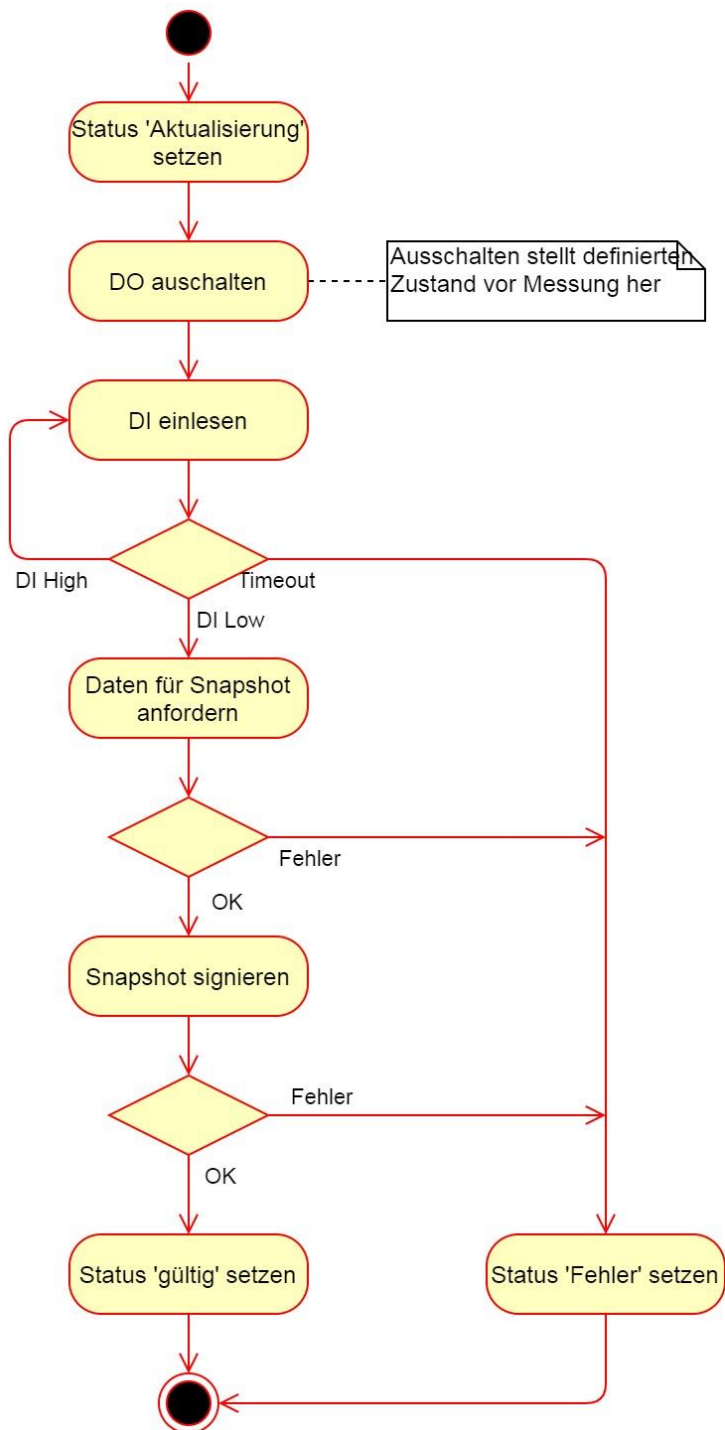 Status 'Aktualisierung'
setzen
DO auschalten
Ausschalten stellt definierten
Zustand vor Messung her
DI einlesen
DI High
Timeout
DI Low
Daten für Snapshot
anfordern
Fehler
OK
Snapshot signieren
Fehler
OK
Status 'gültig' setzen
Status 'Fehler' setzen